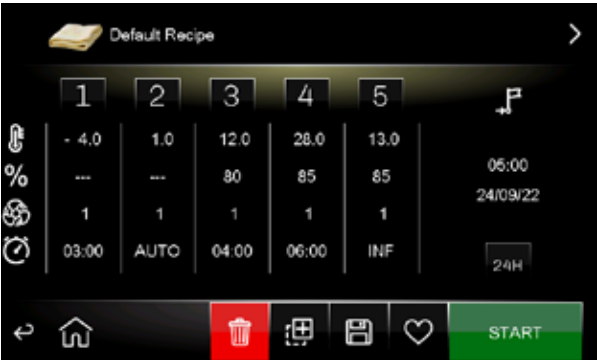 Default Recipe
1 2 3 4 5
- 4.0 1.0 12.0 28.0 13.0
% --- --- 80 85 85
1 1 1 1 1
03:00 AUTO 04:00 06:00 INF
05:00
24/09/22
24H
START